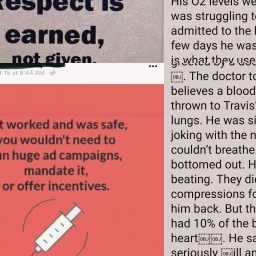 espect is
earned,
not given.
15 at 9:44 AM
t worked and was safe,
you wouldn't need to
un huge ad campaigns,
mandate it,
or offer incentives.
His O2 levels we
was struggling to
admitted to the
few days he was
is what they use
. The doctor to
believes a blood
thrown to Travis'
lungs. He was si
joking with the n
couldn't breathe
bottomed out. H
beating. They di
compressions fo
him back. But th
had 10% of the b
heart. He sa
seriously ill an